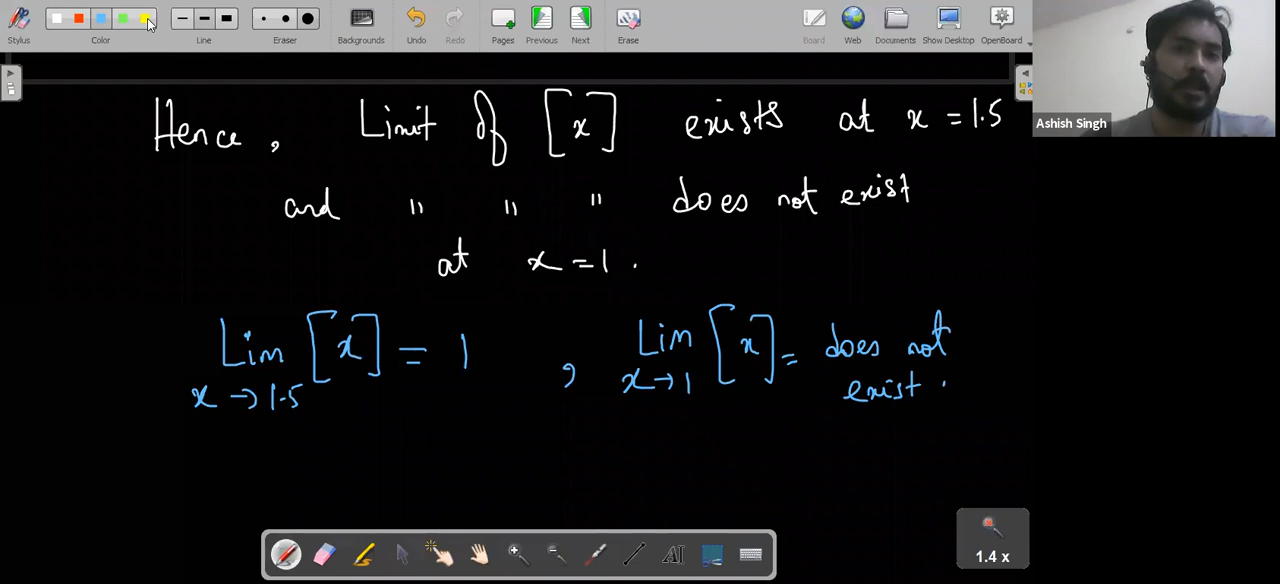 Stylus Color Line Eraser Backgrounds Undo Redo Pages Previous Next Erase Board Web Documents Show Desktop OpenBoard
Ashish Singh
Hence, Limit of [x] exists at x = 1.5
and " " " does not exist
at x = 1.
Lim [x] = 1 , Lim [x] = does not
x → 1.5 x → 1 exist.
1.4 x